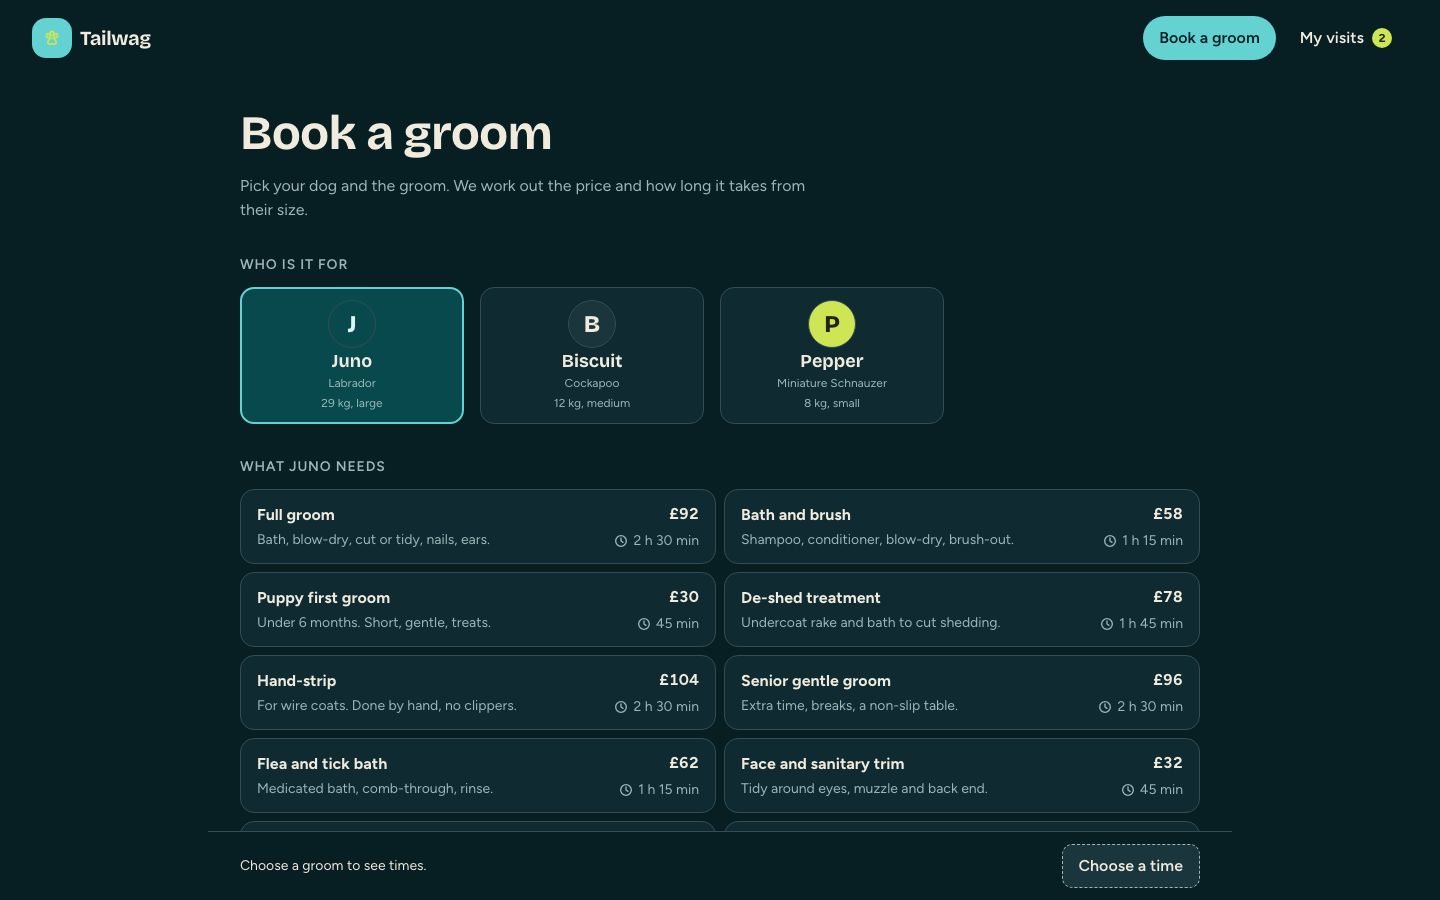 Tailwag
Book a groom
My visits 2
Book a groom
Pick your dog and the groom. We work out the price and how long it takes from
their size.
WHO IS IT FOR
J
Juno
Labrador
29 kg, large
B
Biscuit
Cockapoo
12 kg, medium
P
Pepper
Miniature Schnauzer
8 kg, small
WHAT JUNO NEEDS
Full groom
£92
Bath, blow-dry, cut or tidy, nails, ears.
2 h 30 min
Bath and brush
£58
Shampoo, conditioner, blow-dry, brush-out.
1 h 15 min
Puppy first groom
£30
Under 6 months. Short, gentle, treats.
45 min
De-shed treatment
£78
Undercoat rake and bath to cut shedding.
1 h 45 min
Hand-strip
£104
For wire coats. Done by hand, no clippers.
2 h 30 min
Senior gentle groom
£96
Extra time, breaks, a non-slip table.
2 h 30 min
Flea and tick bath
£62
Medicated bath, comb-through, rinse.
1 h 15 min
Face and sanitary trim
£32
Tidy around eyes, muzzle and back end.
45 min
Choose a groom to see times.
Choose a time